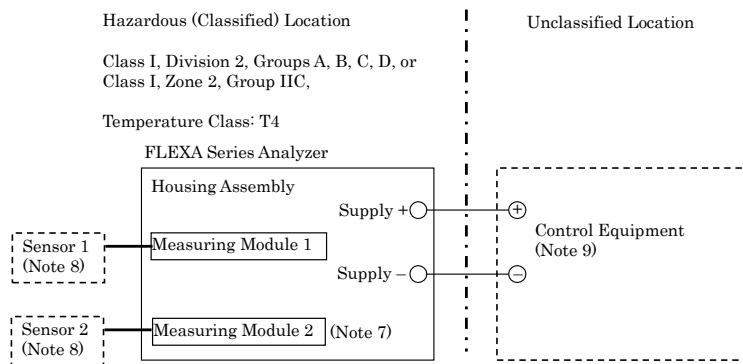 Hazardous (Classified) Location
Unclassified Location
Class I, Division 2, Groups A, B, C, D, or
Class I, Zone 2, Group IIC,
Temperature Class: T4
FLEXA Series Analyzer
Housing Assembly
Supply +
+
Sensor 1
(Note 8)
Measuring Module 1
Control Equipment
(Note 9)
Supply –
–
Sensor 2
(Note 8)
Measuring Module 2 (Note 7)